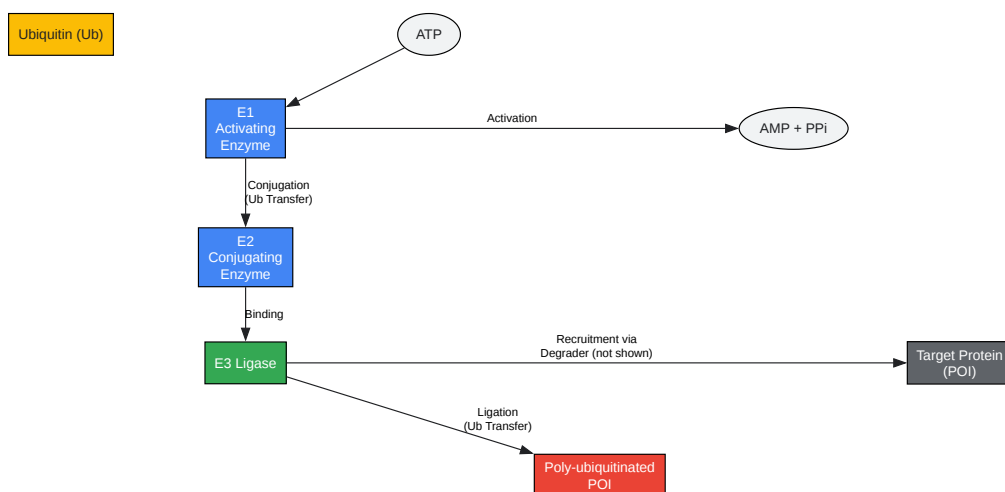 Ubiquitin (Ub)
ATP
E1
Activating
Enzyme
Activation
AMP + PPi
Conjugation
(Ub Transfer)
E2
Conjugating
Enzyme
Binding
E3 Ligase
Recruitment via
Degrader (not shown)
Target Protein
(POI)
Ligation
(Ub Transfer)
Poly-ubiquitinated
POI